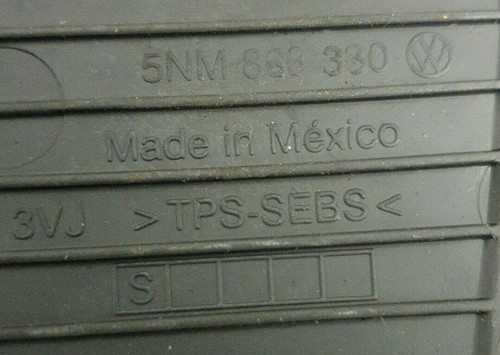 5NM 863 330
Made in México
3VJ >TPS-SEBS<
S